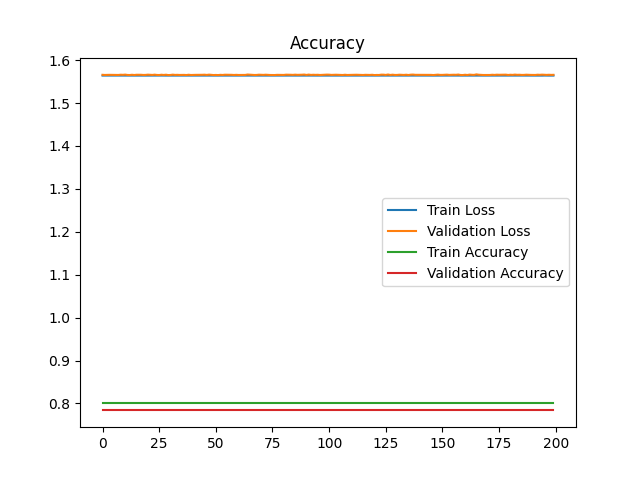 Accuracy
1.6
1.5
1.4
1.3
1.2
1.1
1.0
0.9
0.8
Train Loss
Validation Loss
Train Accuracy
Validation Accuracy
0 25 50 75 100 125 150 175 200